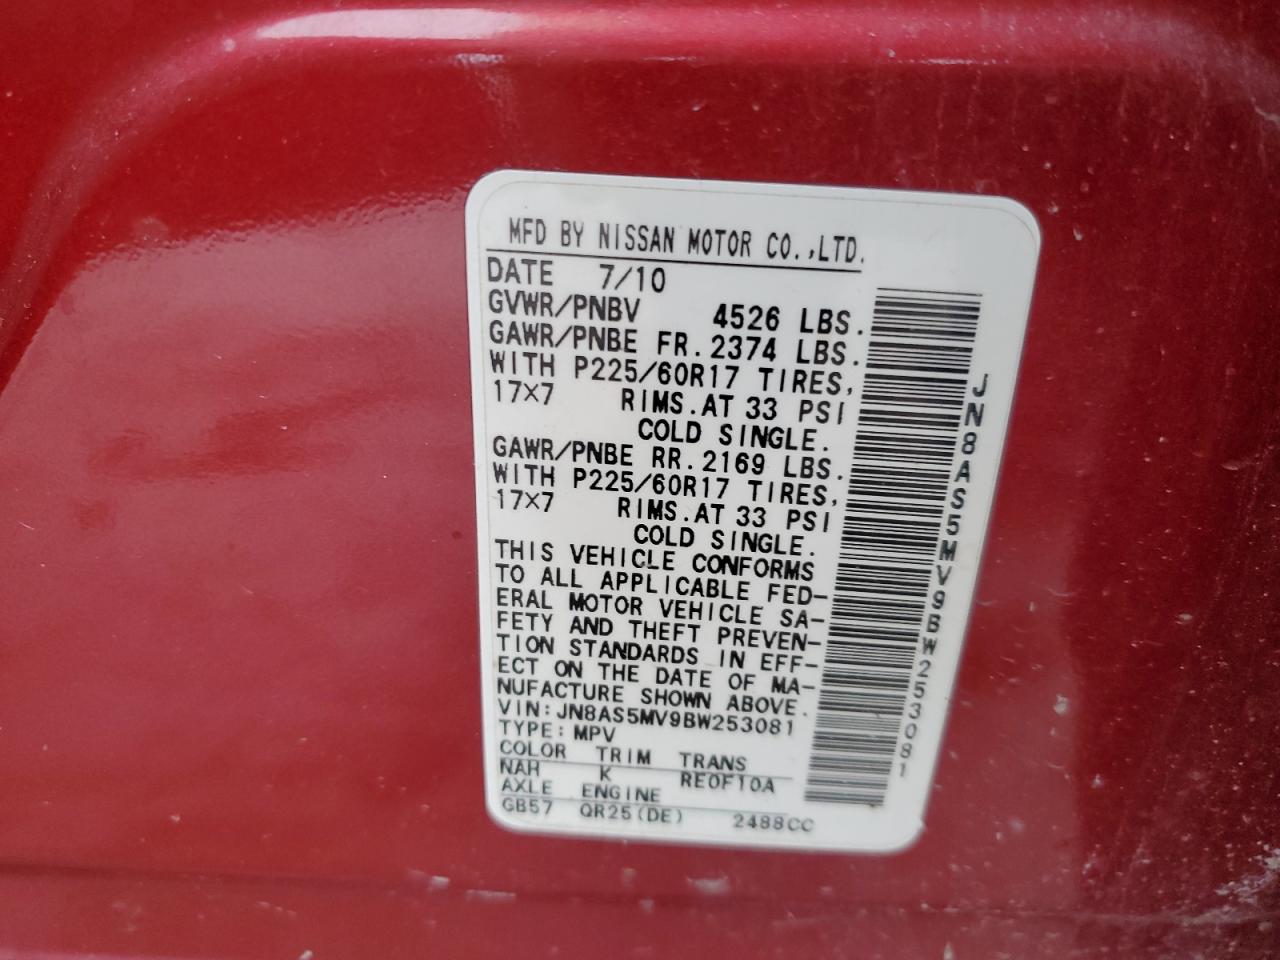 MFD BY NISSAN MOTOR CO.,LTD.
DATE 7/10
GVWR/PNBV 4526 LBS.
GAWR/PNBE FR. 2374 LBS.
WITH P225/60R17 TIRES,
17×7 RIMS.AT 33 PSI
COLD SINGLE.
GAWR/PNBE RR. 2169 LBS.
WITH P225/60R17 TIRES,
17×7 RIMS.AT 33 PSI
COLD SINGLE.
THIS VEHICLE CONFORMS
TO ALL APPLICABLE FED-
ERAL MOTOR VEHICLE SA-
FETY AND THEFT PREVEN-
TION STANDARDS IN EFF-
ECT ON THE DATE OF MA-
NUFACTURE SHOWN ABOVE.
VIN:JN8AS5MV9BW253081
TYPE:MPV
COLOR TRIM TRANS
NAH K RE0F10A
AXLE ENGINE
GB57 QR25(DE) 2488CC
JN8AS5MV9BW253081